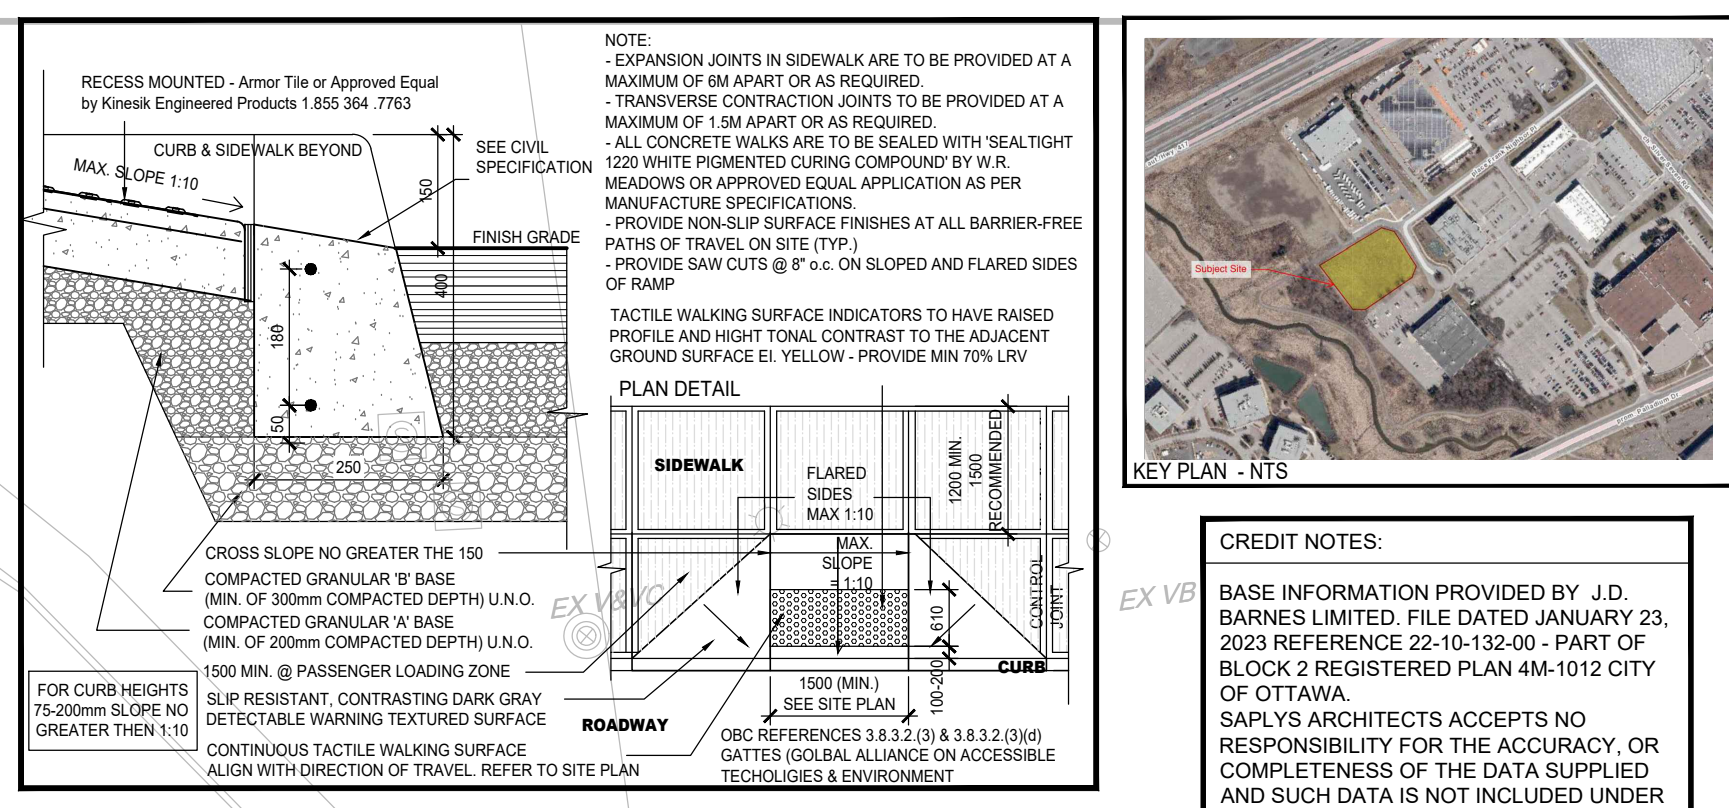 RECESS MOUNTED - Armor Tile or Approved Equal
by Kinesik Engineered Products 1.855 364 .7763
CURB & SIDEWALK BEYOND
MAX. SLOPE 1:10
SEE CIVIL
SPECIFICATION
150
FINISH GRADE
400
180
50
250
CROSS SLOPE NO GREATER THE 150
COMPACTED GRANULAR 'B' BASE
(MIN. OF 300mm COMPACTED DEPTH) U.N.O.
COMPACTED GRANULAR 'A' BASE
(MIN. OF 200mm COMPACTED DEPTH) U.N.O.
1500 MIN. @ PASSENGER LOADING ZONE
SLIP RESISTANT, CONTRASTING DARK GRAY
DETECTABLE WARNING TEXTURED SURFACE
CONTINUOUS TACTILE WALKING SURFACE
ALIGN WITH DIRECTION OF TRAVEL. REFER TO SITE PLAN
FOR CURB HEIGHTS
75-200mm SLOPE NO
GREATER THEN 1:10
NOTE:
- EXPANSION JOINTS IN SIDEWALK ARE TO BE PROVIDED AT A
MAXIMUM OF 6M APART OR AS REQUIRED.
- TRANSVERSE CONTRACTION JOINTS TO BE PROVIDED AT A
MAXIMUM OF 1.5M APART OR AS REQUIRED.
- ALL CONCRETE WALKS ARE TO BE SEALED WITH 'SEALTIGHT
1220 WHITE PIGMENTED CURING COMPOUND' BY W.R.
MEADOWS OR APPROVED EQUAL APPLICATION AS PER
MANUFACTURE SPECIFICATIONS.
- PROVIDE NON-SLIP SURFACE FINISHES AT ALL BARRIER-FREE
PATHS OF TRAVEL ON SITE (TYP.)
- PROVIDE SAW CUTS @ 8" o.c. ON SLOPED AND FLARED SIDES
OF RAMP
TACTILE WALKING SURFACE INDICATORS TO HAVE RAISED
PROFILE AND HIGHT TONAL CONTRAST TO THE ADJACENT
GROUND SURFACE EI. YELLOW - PROVIDE MIN 70% LRV
PLAN DETAIL
SIDEWALK
FLARED
SIDES
MAX 1:10
1200 MIN.
1500
RECOMMENDED
MAX.
SLOPE
= 1:10
CONTROL
JOINT
610
100-200
CURB
EX V&VC
1500 (MIN.)
SEE SITE PLAN
ROADWAY
OBC REFERENCES 3.8.3.2.(3) & 3.8.3.2.(3)(d)
GATTES (GOLBAL ALLIANCE ON ACCESSIBLE
TECHOLIGIES & ENVIRONMENT
EX VB
Subject Site
place Frank Nighbor Pl.
prom. Palladium Dr.
KEY PLAN - NTS
CREDIT NOTES:
BASE INFORMATION PROVIDED BY J.D.
BARNES LIMITED. FILE DATED JANUARY 23,
2023 REFERENCE 22-10-132-00 - PART OF
BLOCK 2 REGISTERED PLAN 4M-1012 CITY
OF OTTAWA.
SAPLYS ARCHITECTS ACCEPTS NO
RESPONSIBILITY FOR THE ACCURACY, OR
COMPLETENESS OF THE DATA SUPPLIED
AND SUCH DATA IS NOT INCLUDED UNDER